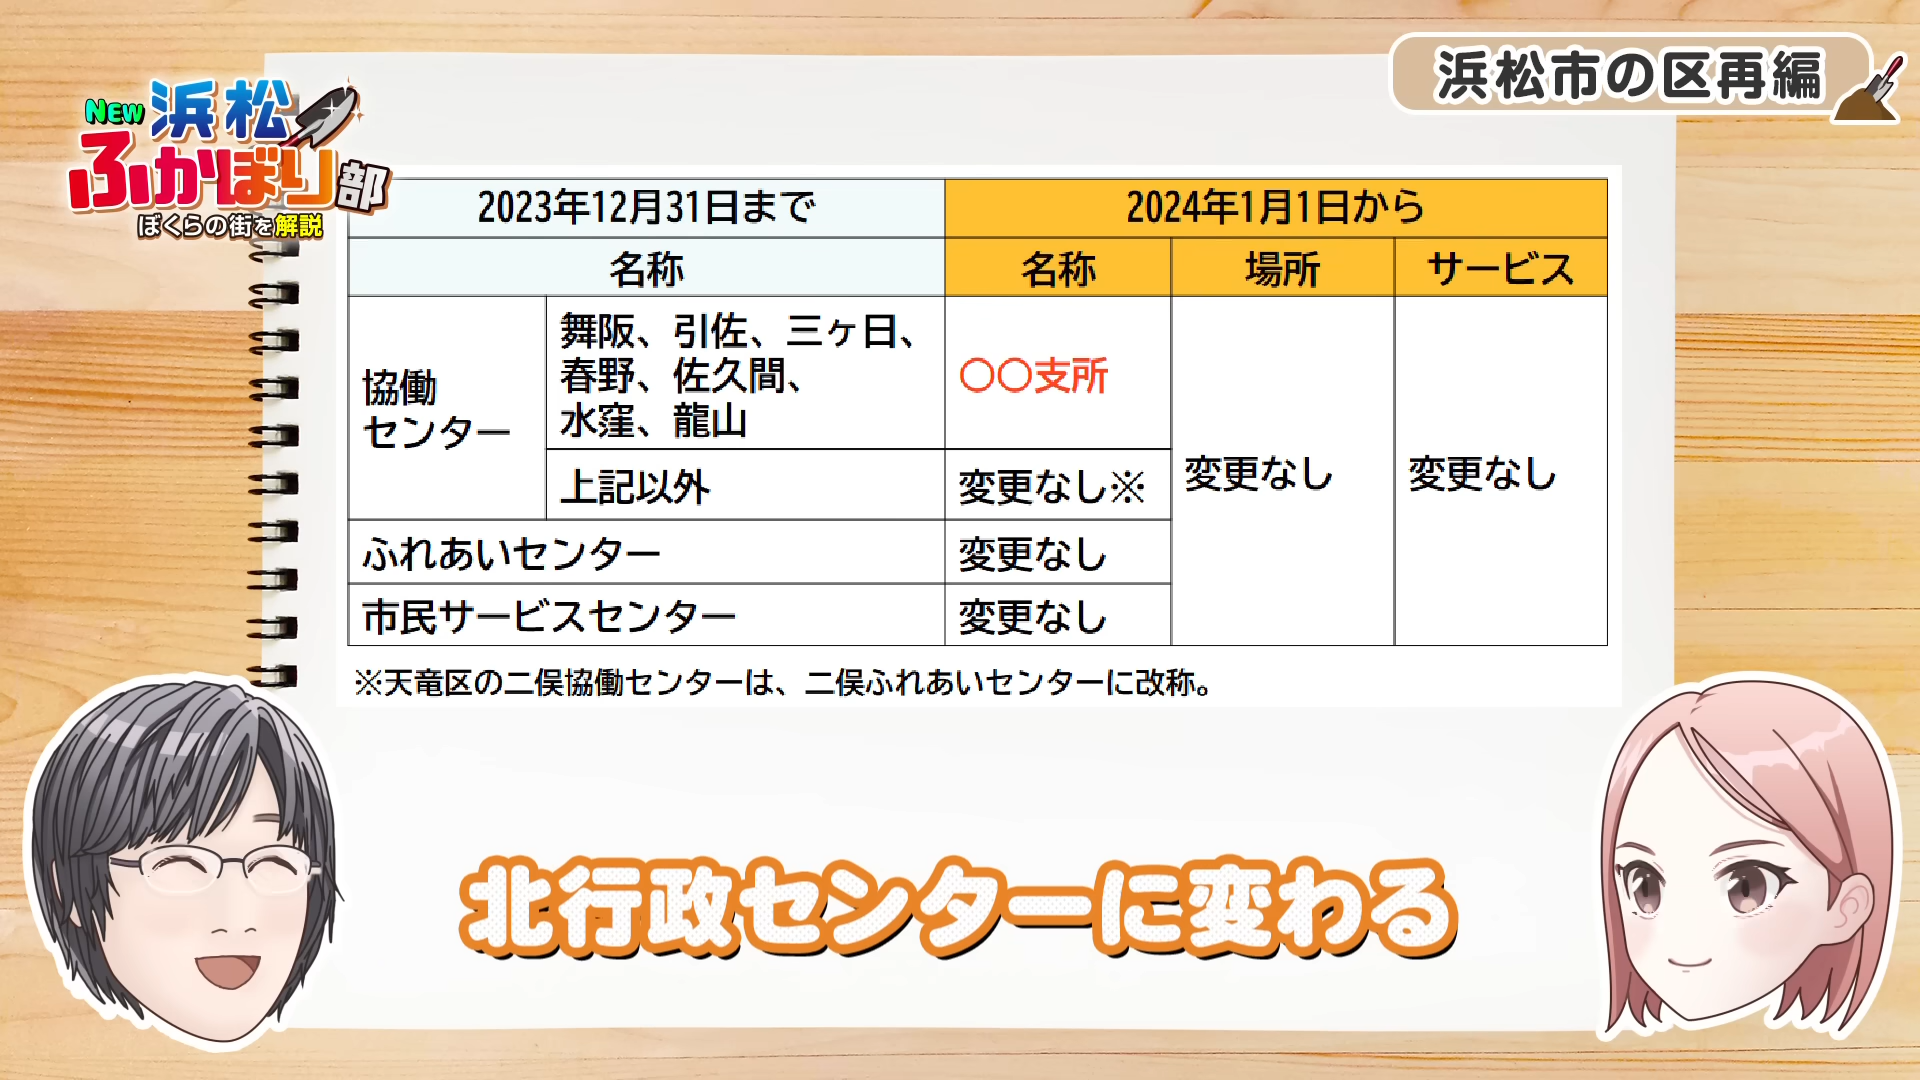 浜松市の区再編
NEW 浜松
ふかぼり部
ぼくらの街を解説
2023年12月31日まで
2024年1月1日から
名称
名称
場所
サービス
協働
センター
舞阪、引佐、三ヶ日、
春野、佐久間、
水窪、龍山
〇〇支所
変更なし
変更なし
上記以外
変更なし※
ふれあいセンター
変更なし
市民サービスセンター
変更なし
※天竜区の二俣協働センターは、二俣ふれあいセンターに改称。
北行政センターに変わる